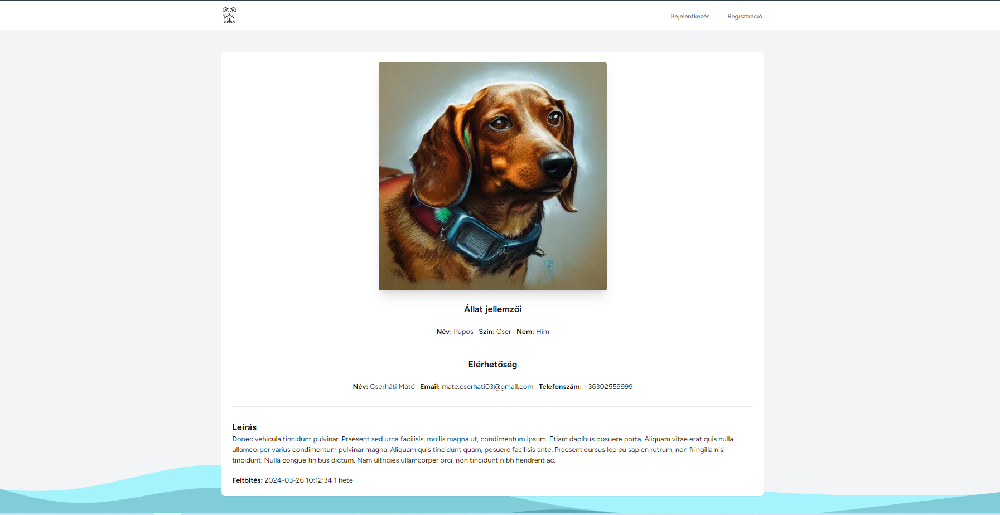 Bejelentkezés Regisztráció
Állat jellemzői
Név: Púpos Szín: Cser Nem: Hím
Elérhetőség
Név: Cserháti Máté Email: mate.cserhati03@gmail.com Telefonszám: +36302559999
Leírás
Donec vehicula tincidunt pulvinar. Praesent sed urna facilisis, mollis magna ut, condimentum ipsum. Etiam dapibus posuere porta. Aliquam vitae erat quis nulla
ullamcorper varius condimentum pulvinar magna. Aliquam quis tincidunt quam, posuere facilisis ante. Praesent cursus leo eu sapien rutrum, non fringilla nisi
tincidunt. Nulla congue finibus dictum. Nam ultricies ullamcorper orci, non tincidunt nibh hendrerit ac.
Feltöltés: 2024-03-26 10:12:34 1 hete